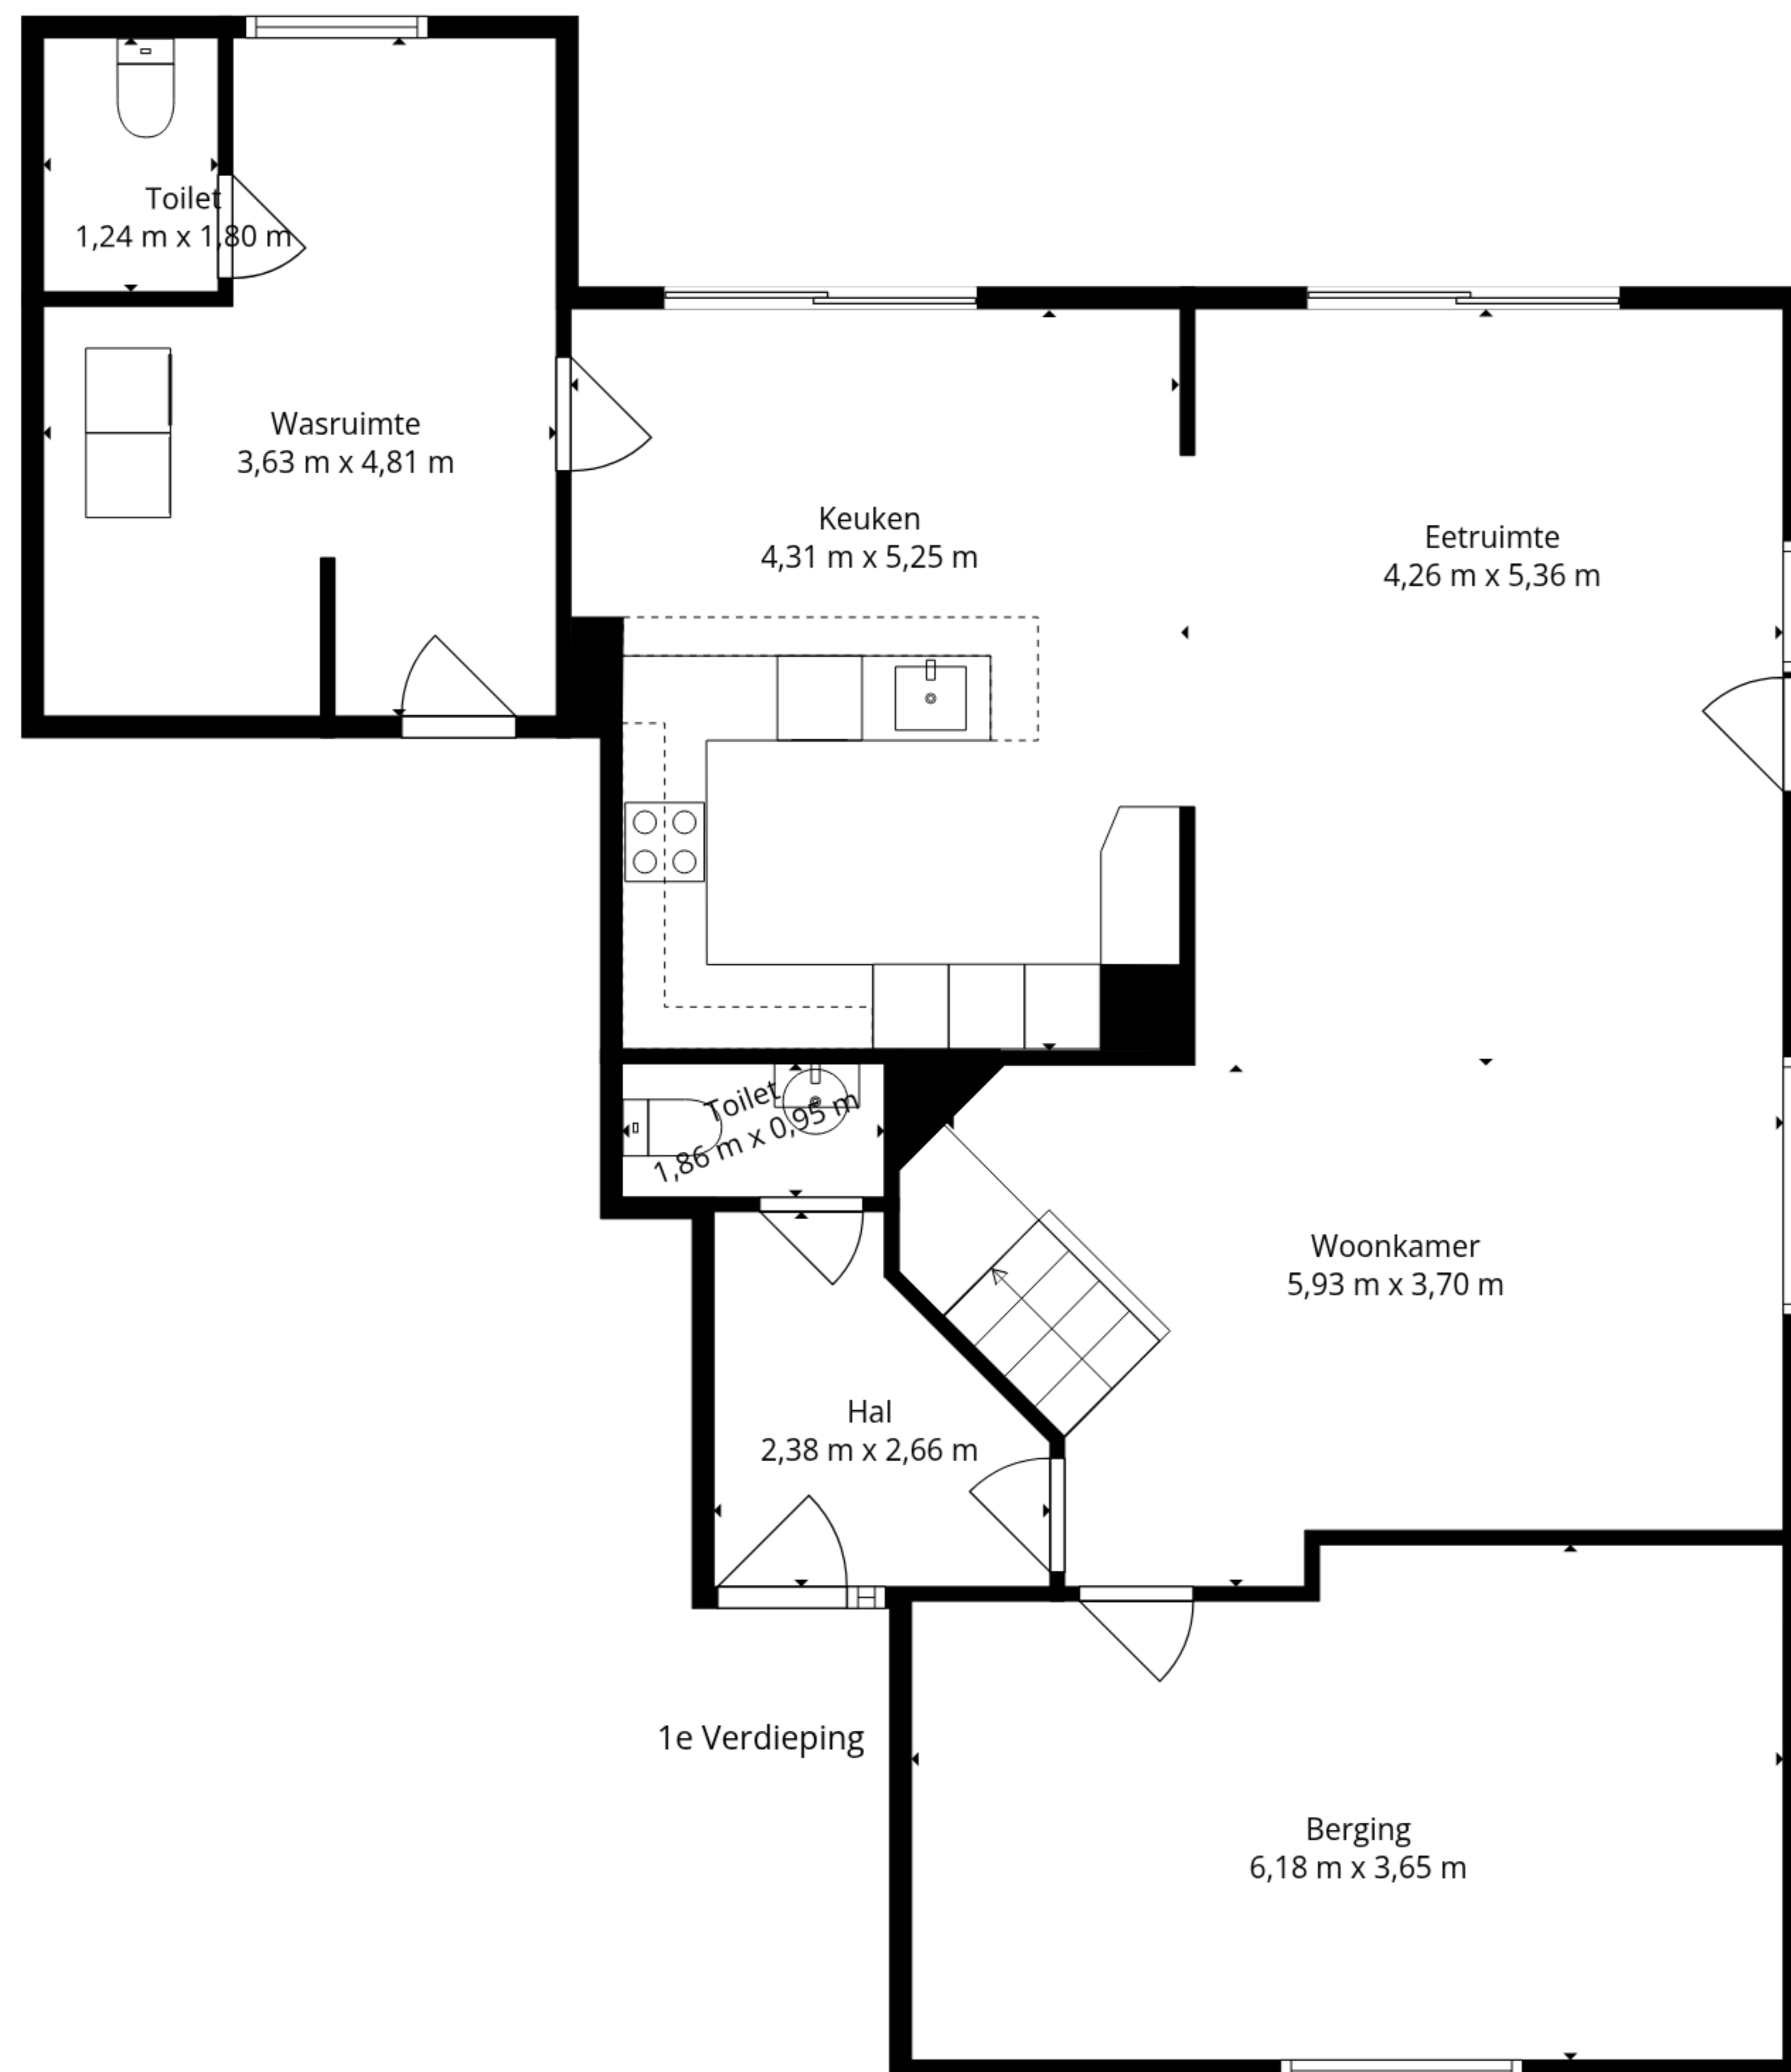 Toilet
1,24 m x 1,80 m
Wasruimte
3,63 m x 4,81 m
Keuken
4,31 m x 5,25 m
Eetruimte
4,26 m x 5,36 m
Toilet
1,86 m x 0,95 m
Woonkamer
5,93 m x 3,70 m
Hal
2,38 m x 2,66 m
1e Verdieping
Berging
6,18 m x 3,65 m